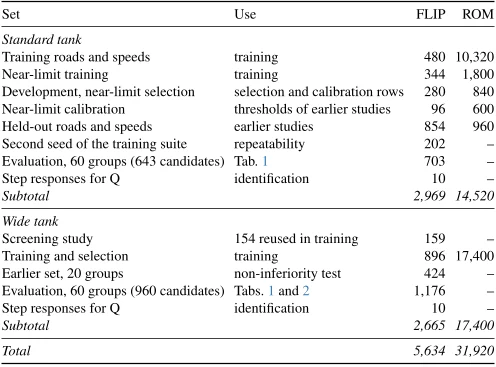 Set Use FLIP ROM
Standard tank
Training roads and speeds training 480 10,320
Near-limit training training 344 1,800
Development, near-limit selection selection and calibration rows 280 840
Near-limit calibration thresholds of earlier studies 96 600
Held-out roads and speeds earlier studies 854 960
Second seed of the training suite repeatability 202 –
Evaluation, 60 groups (643 candidates) Tab. 1 703 –
Step responses for Q identification 10 –
Subtotal 2,969 14,520
Wide tank
Screening study 154 reused in training 159 –
Training and selection training 896 17,400
Earlier set, 20 groups non-inferiority test 424 –
Evaluation, 60 groups (960 candidates) Tabs. 1 and 2 1,176 –
Step responses for Q identification 10 –
Subtotal 2,665 17,400
Total 5,634 31,920